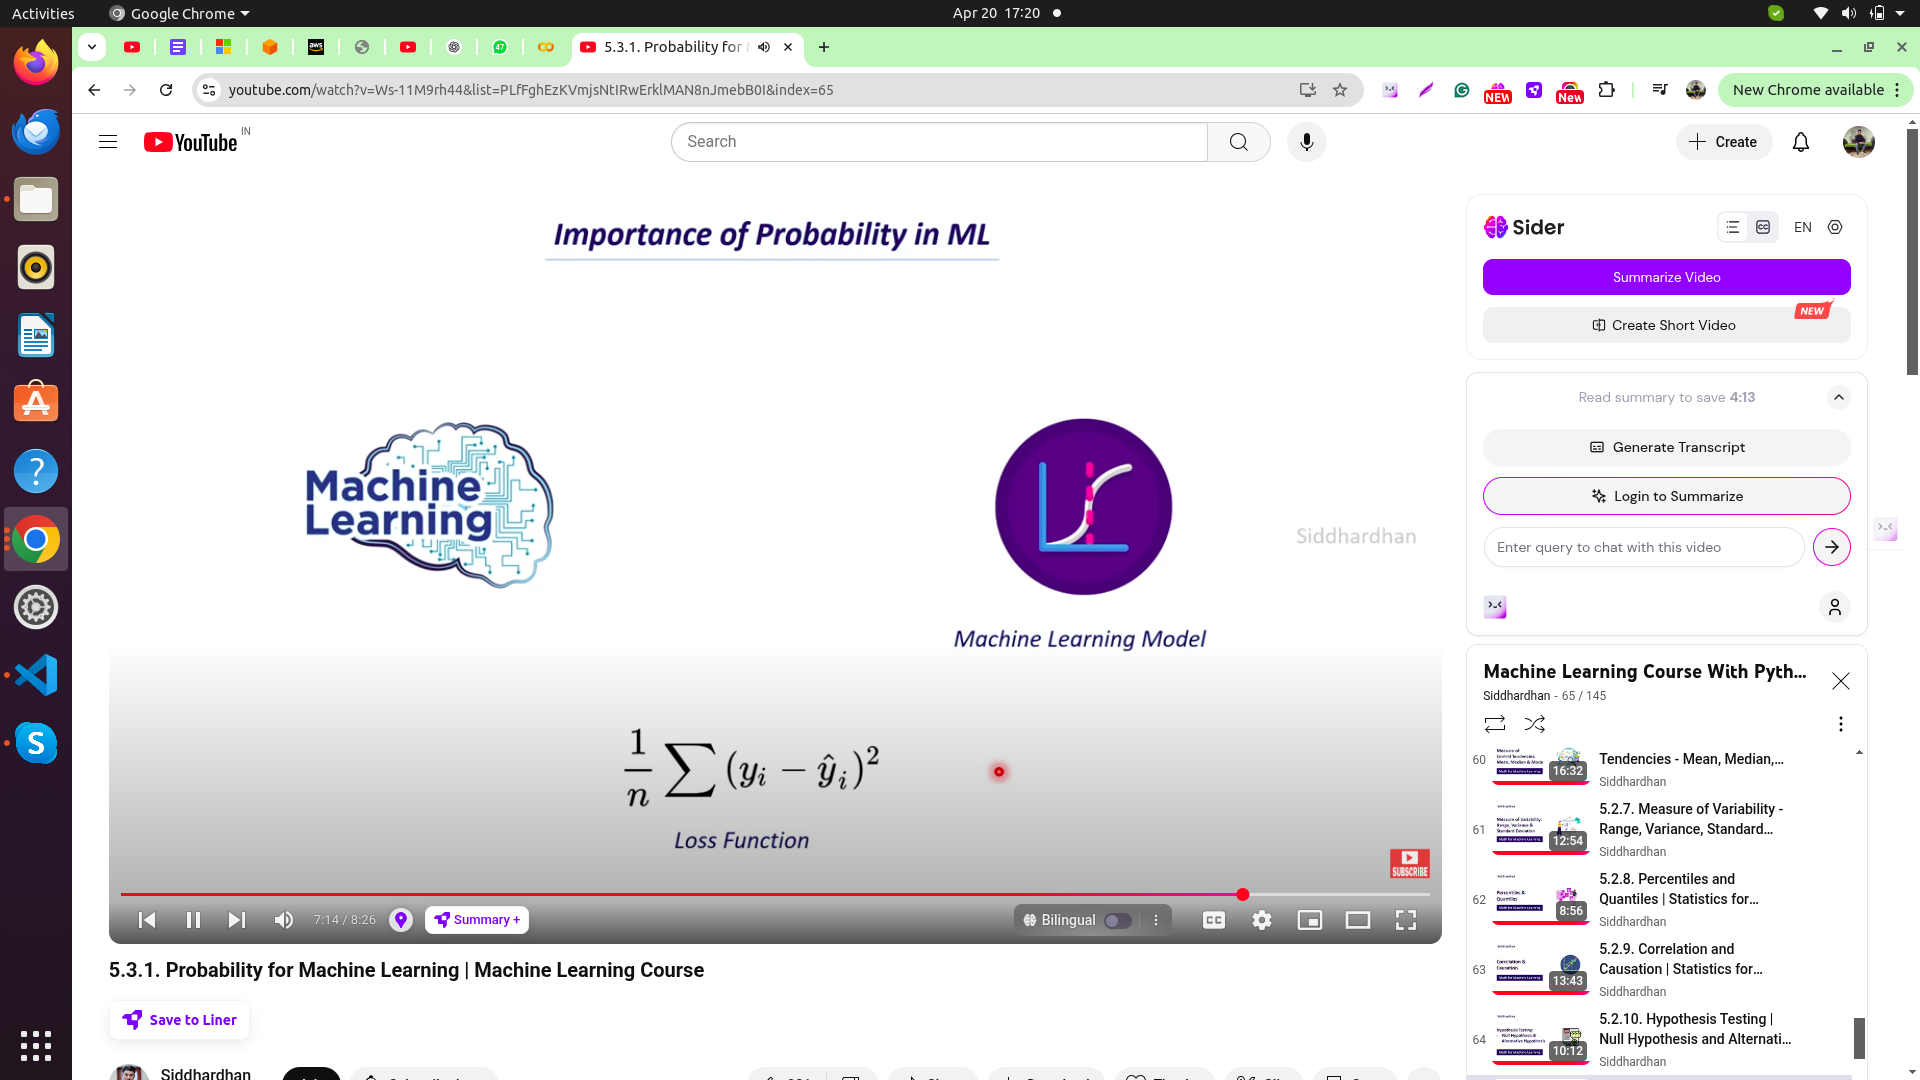 Activities
Google Chrome
Apr 20 17:20
47
aws
5.3.1. Probability for
youtube.com/watch?v=Ws-11M9rh44&list=PLfFghEzKVmjsNtIRwErklMAN8nJmebB0I&index=65
NEW
New
New Chrome available
YouTube
IN
Search
Create
Importance of Probability in ML
Machine
Learning
Siddhardhan
Machine Learning Model
1/n ∑ (yᵢ − ŷᵢ)²
Loss Function
SUBSCRIBE
7:14 / 8:26
Summary +
Bilingual
CC
5.3.1. Probability for Machine Learning | Machine Learning Course
Save to Liner
Siddhardhan
Sider
EN
Summarize Video
NEW
Create Short Video
Read summary to save 4:13
Generate Transcript
Login to Summarize
Enter query to chat with this video
Machine Learning Course With Pyth...
Siddhardhan - 65 / 145
60
16:32
Tendencies - Mean, Median,...
Siddhardhan
61
12:54
5.2.7. Measure of Variability -
Range, Variance, Standard...
Siddhardhan
62
8:56
5.2.8. Percentiles and
Quantiles | Statistics for...
Siddhardhan
63
13:43
5.2.9. Correlation and
Causation | Statistics for...
Siddhardhan
64
10:12
5.2.10. Hypothesis Testing |
Null Hypothesis and Alternati...
Siddhardhan